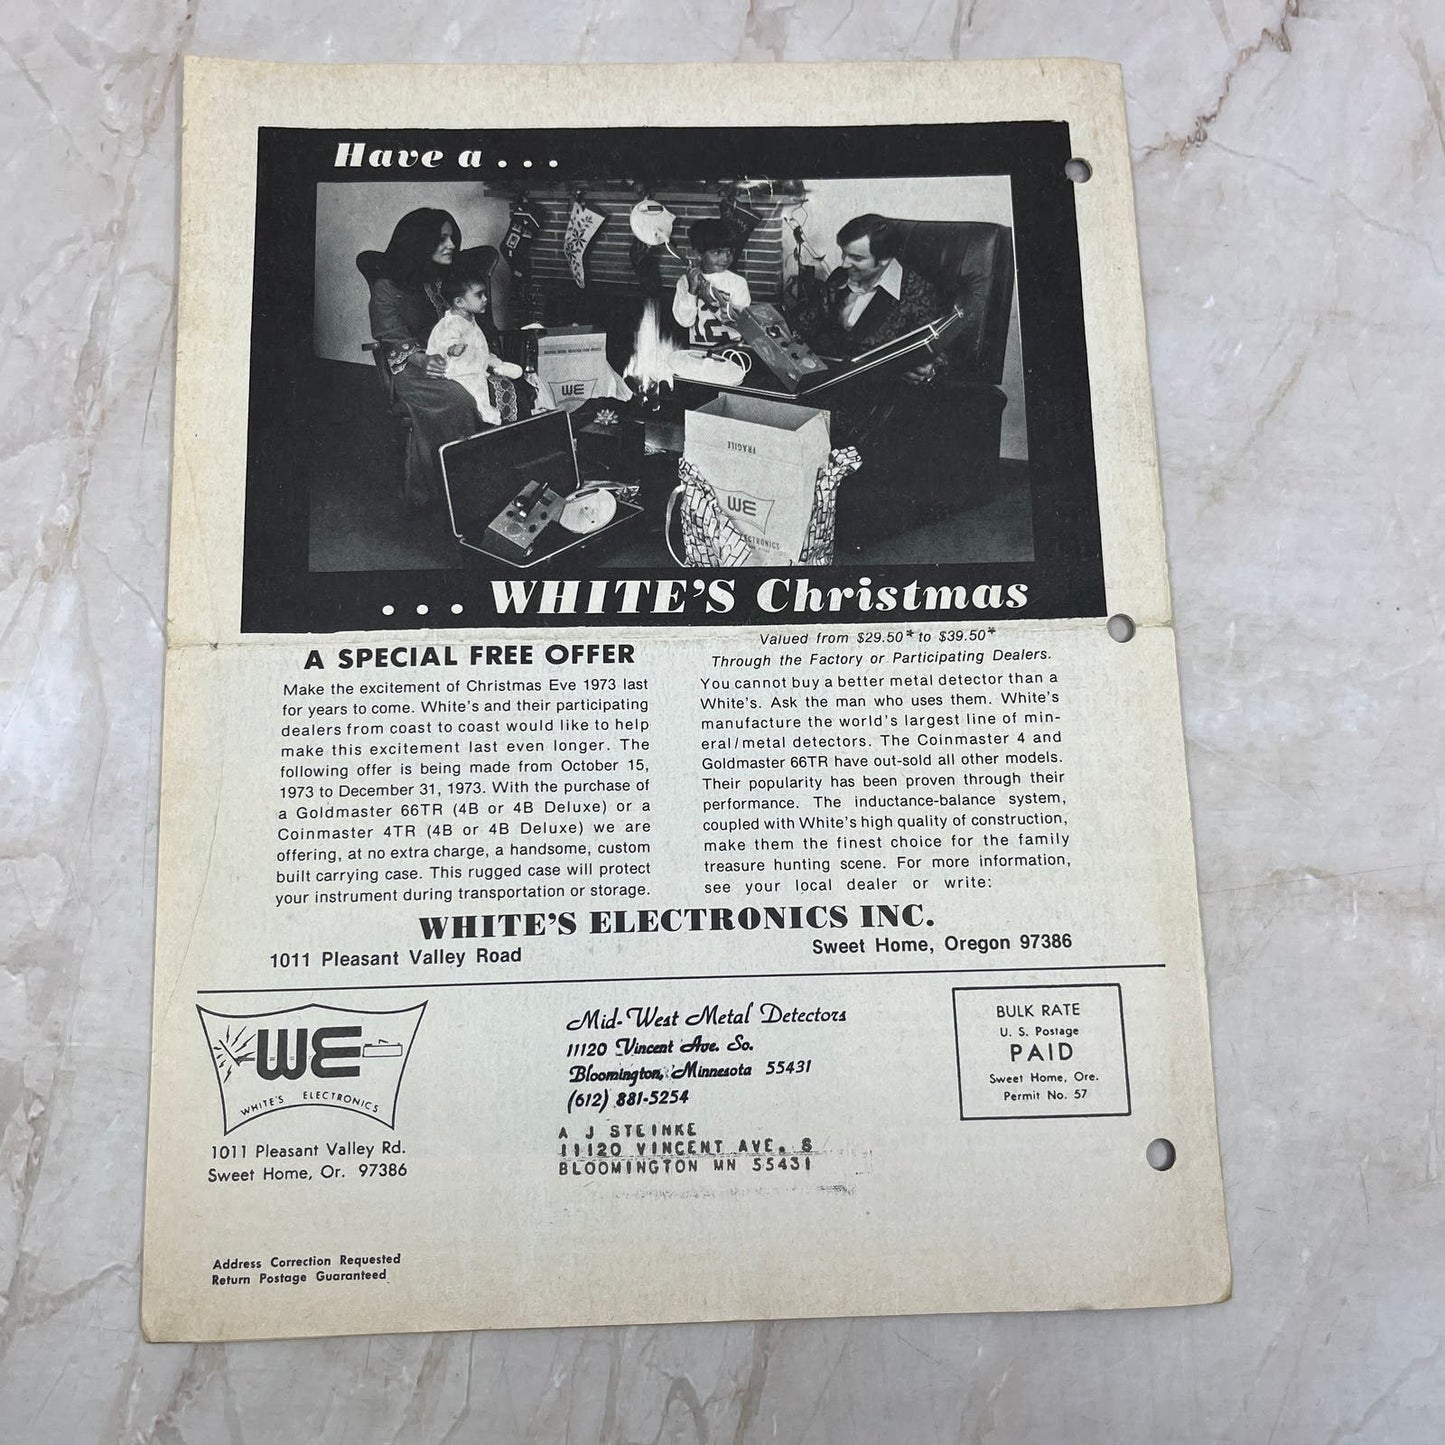 Have a . . .
FRAGILE
WE
WE
ELECTRONICS
. . . WHITE'S Christmas
A SPECIAL FREE OFFER
Make the excitement of Christmas Eve 1973 last
for years to come. White's and their participating
dealers from coast to coast would like to help
make this excitement last even longer. The
following offer is being made from October 15,
1973 to December 31, 1973. With the purchase of
a Goldmaster 66TR (4B or 4B Deluxe) or a
Coinmaster 4TR (4B or 4B Deluxe) we are
offering, at no extra charge, a handsome, custom
built carrying case. This rugged case will protect
your instrument during transportation or storage.
Valued from $29.50* to $39.50*
Through the Factory or Participating Dealers.
You cannot buy a better metal detector than a
White's. Ask the man who uses them. White's
manufacture the world's largest line of min-
eral/metal detectors. The Coinmaster 4 and
Goldmaster 66TR have out-sold all other models.
Their popularity has been proven through their
performance. The inductance-balance system,
coupled with White's high quality of construction,
make them the finest choice for the family
treasure hunting scene. For more information,
see your local dealer or write:
WHITE'S ELECTRONICS INC.
1011 Pleasant Valley Road
Sweet Home, Oregon 97386
WE
WHITE'S ELECTRONICS
1011 Pleasant Valley Rd.
Sweet Home, Or. 97386
Address Correction Requested
Return Postage Guaranteed
Mid-West Metal Detectors
11120 Vincent Ave. So.
Bloomington, Minnesota 55431
(612) 881-5254
A J STEINKE
11120 VINCENT AVE. S
BLOOMINGTON MN 55431
BULK RATE
U. S. Postage
PAID
Sweet Home, Ore.
Permit No. 57